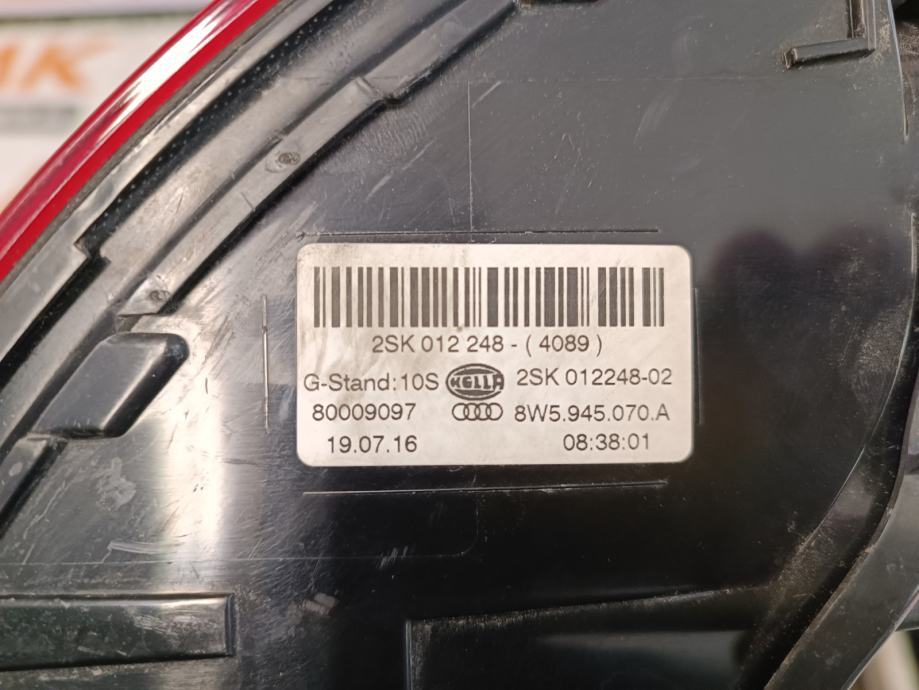 MK
2SK 012 248 - ( 4089 )
G-Stand:10S HELLA 2SK 012248-02
80009097 8W5.945.070.A
19.07.16 08:38:01